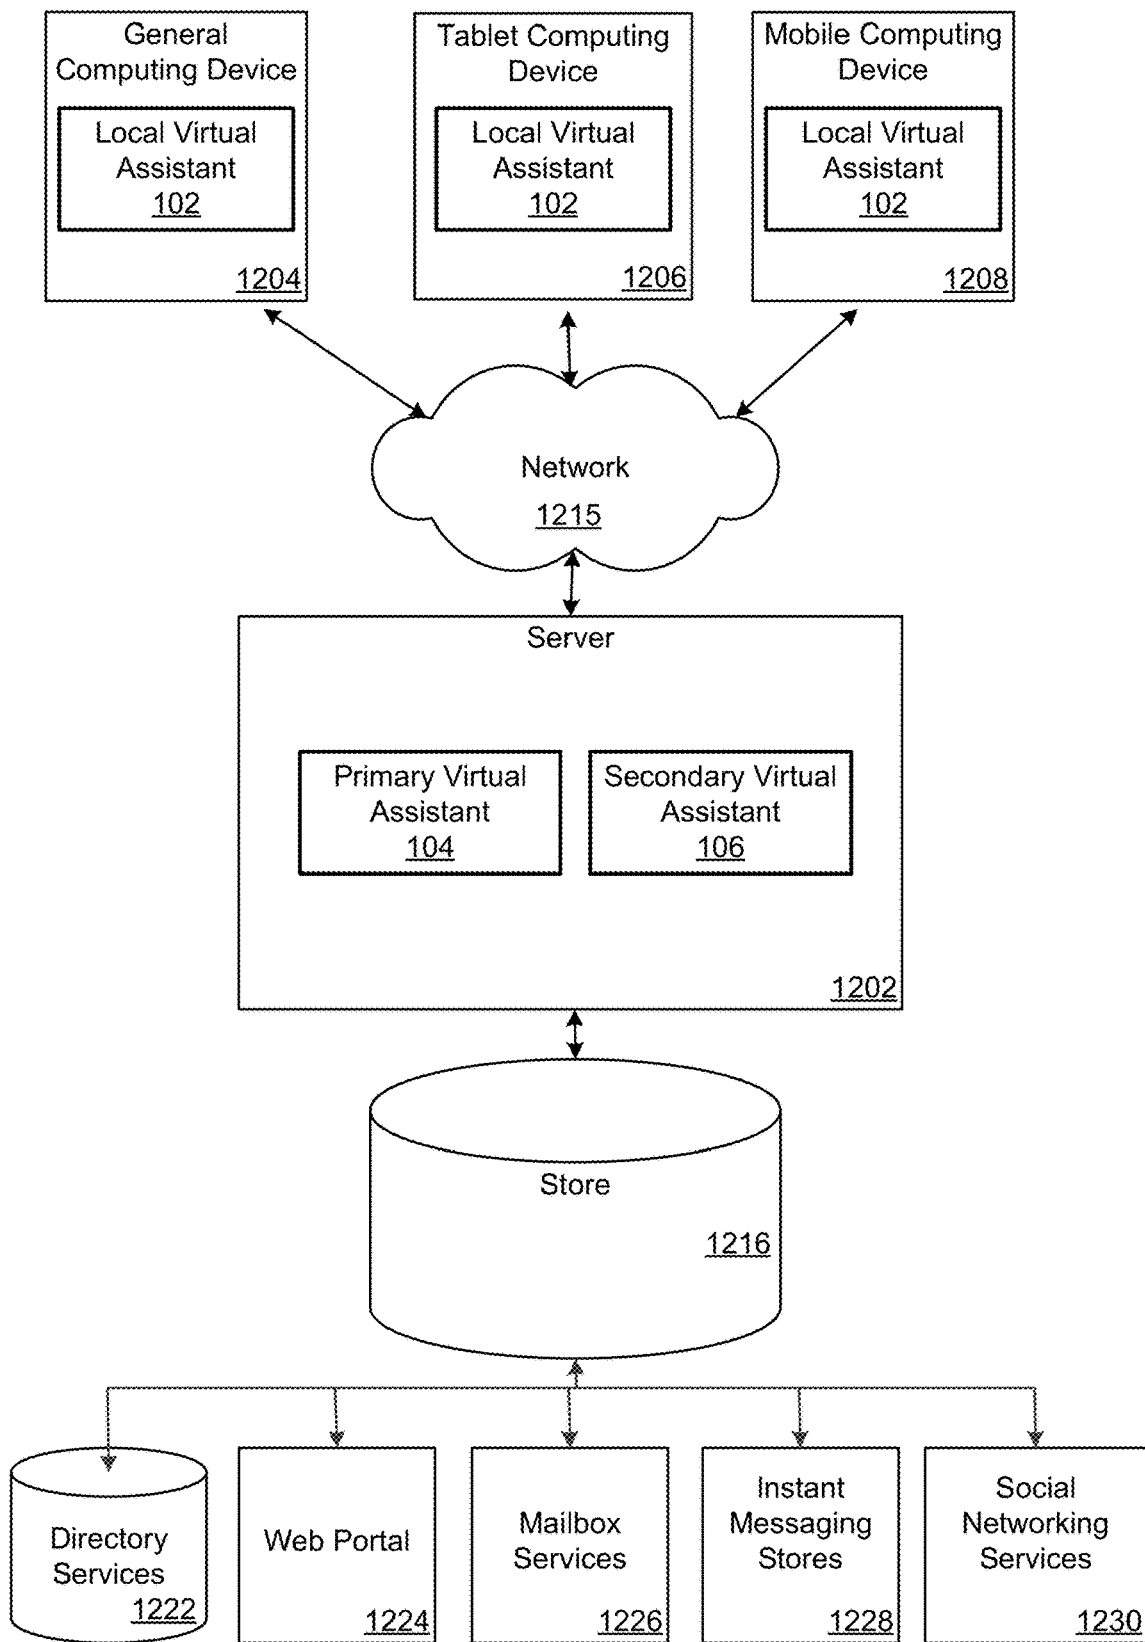 General
Computing Device
Local Virtual
Assistant
102
1204
Tablet Computing
Device
Local Virtual
Assistant
102
1206
Mobile Computing
Device
Local Virtual
Assistant
102
1208
Network
1215
Server
Primary Virtual
Assistant
104
Secondary Virtual
Assistant
106
1202
Store
1216
Directory
Services
1222
Web Portal
1224
Mailbox
Services
1226
Instant
Messaging
Stores
1228
Social
Networking
Services
1230